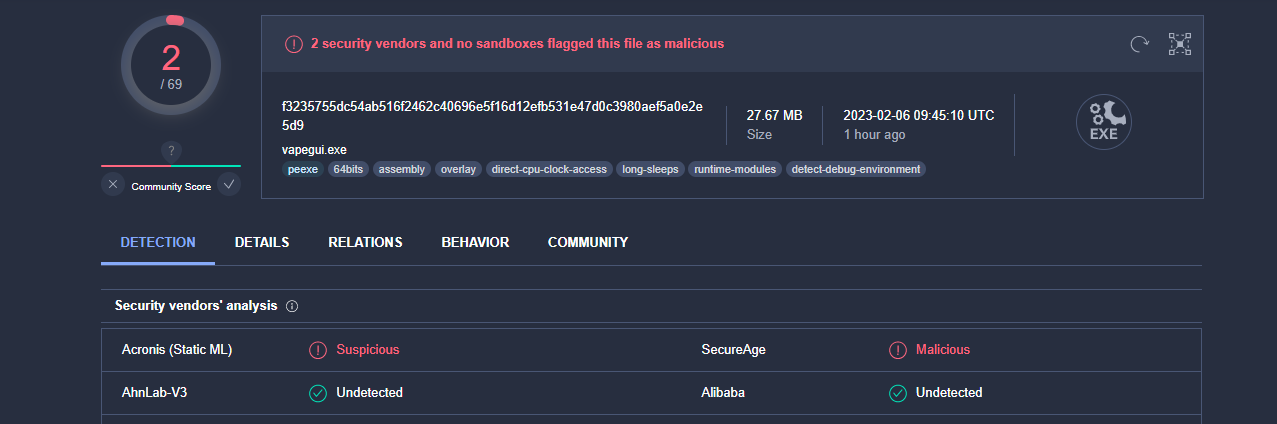 2
/ 69
?
Community Score
2 security vendors and no sandboxes flagged this file as malicious
f3235755dc54ab516f2462c40696e5f16d12efb531e47d0c3980aef5a0e2e
5d9
vapegui.exe
peexe 64bits assembly overlay direct-cpu-clock-access long-sleeps runtime-modules detect-debug-environment
27.67 MB
Size
2023-02-06 09:45:10 UTC
1 hour ago
EXE
DETECTION DETAILS RELATIONS BEHAVIOR COMMUNITY
Security vendors' analysis
Acronis (Static ML) Suspicious SecureAge Malicious
AhnLab-V3 Undetected Alibaba Undetected